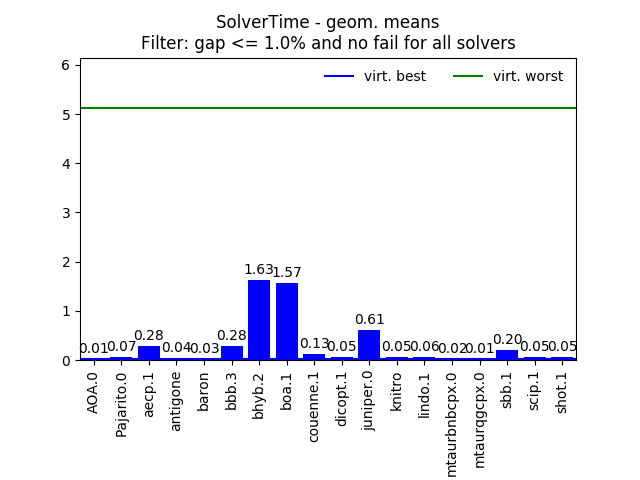 SolverTime - geom. means
Filter: gap <= 1.0% and no fail for all solvers
virt. best virt. worst
6
5
4
3
2
1
0
0.01 0.07 0.28 0.04 0.03 0.28 1.63 1.57 0.13 0.05 0.61 0.05 0.06 0.02 0.01 0.20 0.05 0.05
AOA.0
Pajarito.0
aecp.1
antigone
baron
bbb.3
bhyb.2
boa.1
couenne.1
dicopt.1
juniper.0
knitro
lindo.1
mtaurbnbcpx.0
mtaurqgcpx.0
sbb.1
scip.1
shot.1